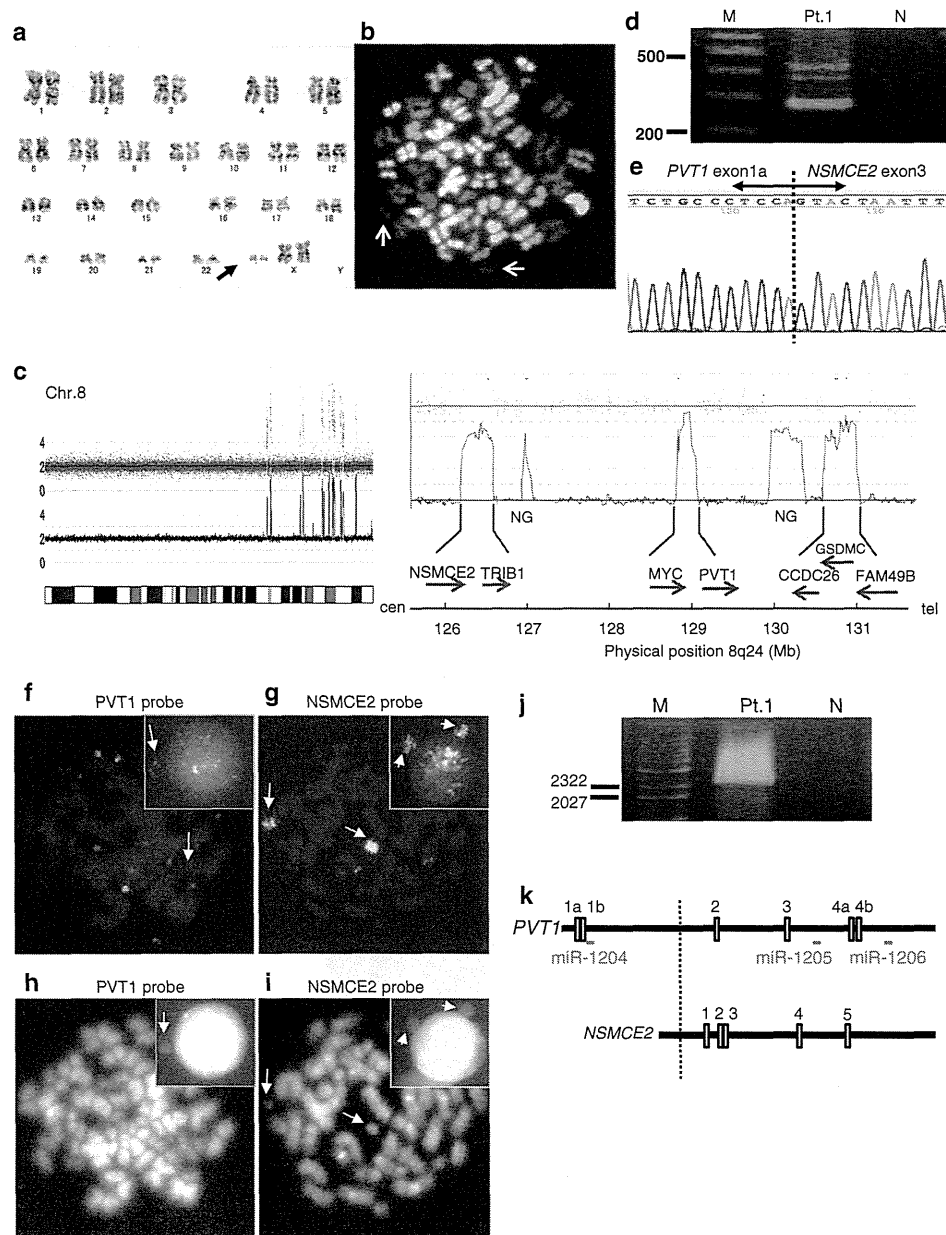 a
1 2 3 4 5
6 7 8 9 10 11 12
13 14 15 16 17 18
19 20 21 22 X Y
b
d
M Pt.1 N
500
200
e
PVT1 exon1a NSMCE2 exon3
T C T G C C C T C C A G T A C T A A T T T
c
Chr.8
4
2
0
4
2
0
NG NG
GSDMC
NSMCE2 TRIB1 MYC PVT1 CCDC26 FAM49B
cen tel
126 127 128 129 130 131
Physical position 8q24 (Mb)
f PVT1 probe
g NSMCE2 probe
h PVT1 probe
i NSMCE2 probe
j
M Pt.1 N
2322
2027
k
1a 1b 2 3 4a 4b
PVT1
miR-1204 miR-1205 miR-1206
1 2 3 4 5
NSMCE2